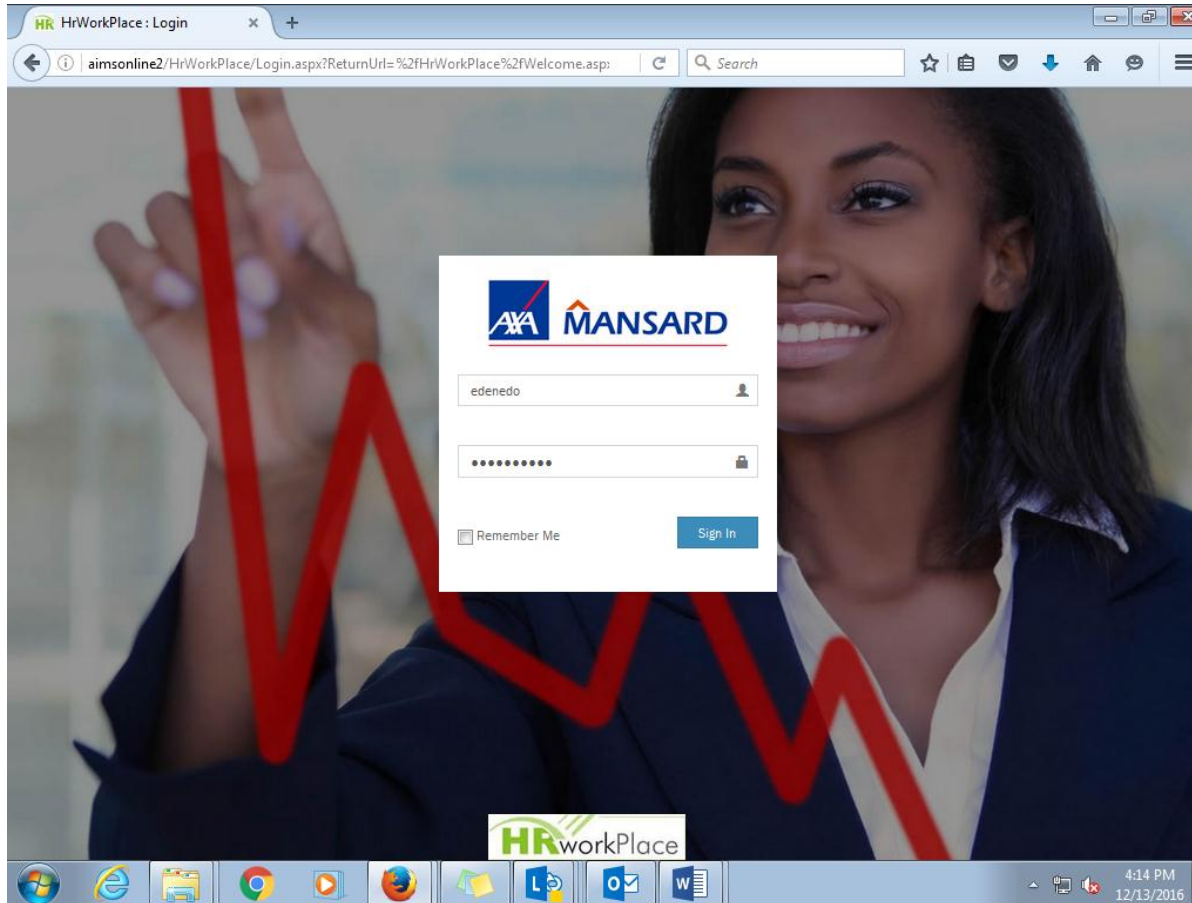 HR HrWorkPlace : Login
aimsonline2/HrWorkPlace/Login.aspx?ReturnUrl=%2fHrWorkPlace%2fWelcome.asp: Search
AXA MANSARD
edenedo
Remember Me Sign In
HRworkPlace
4:14 PM
12/13/2016